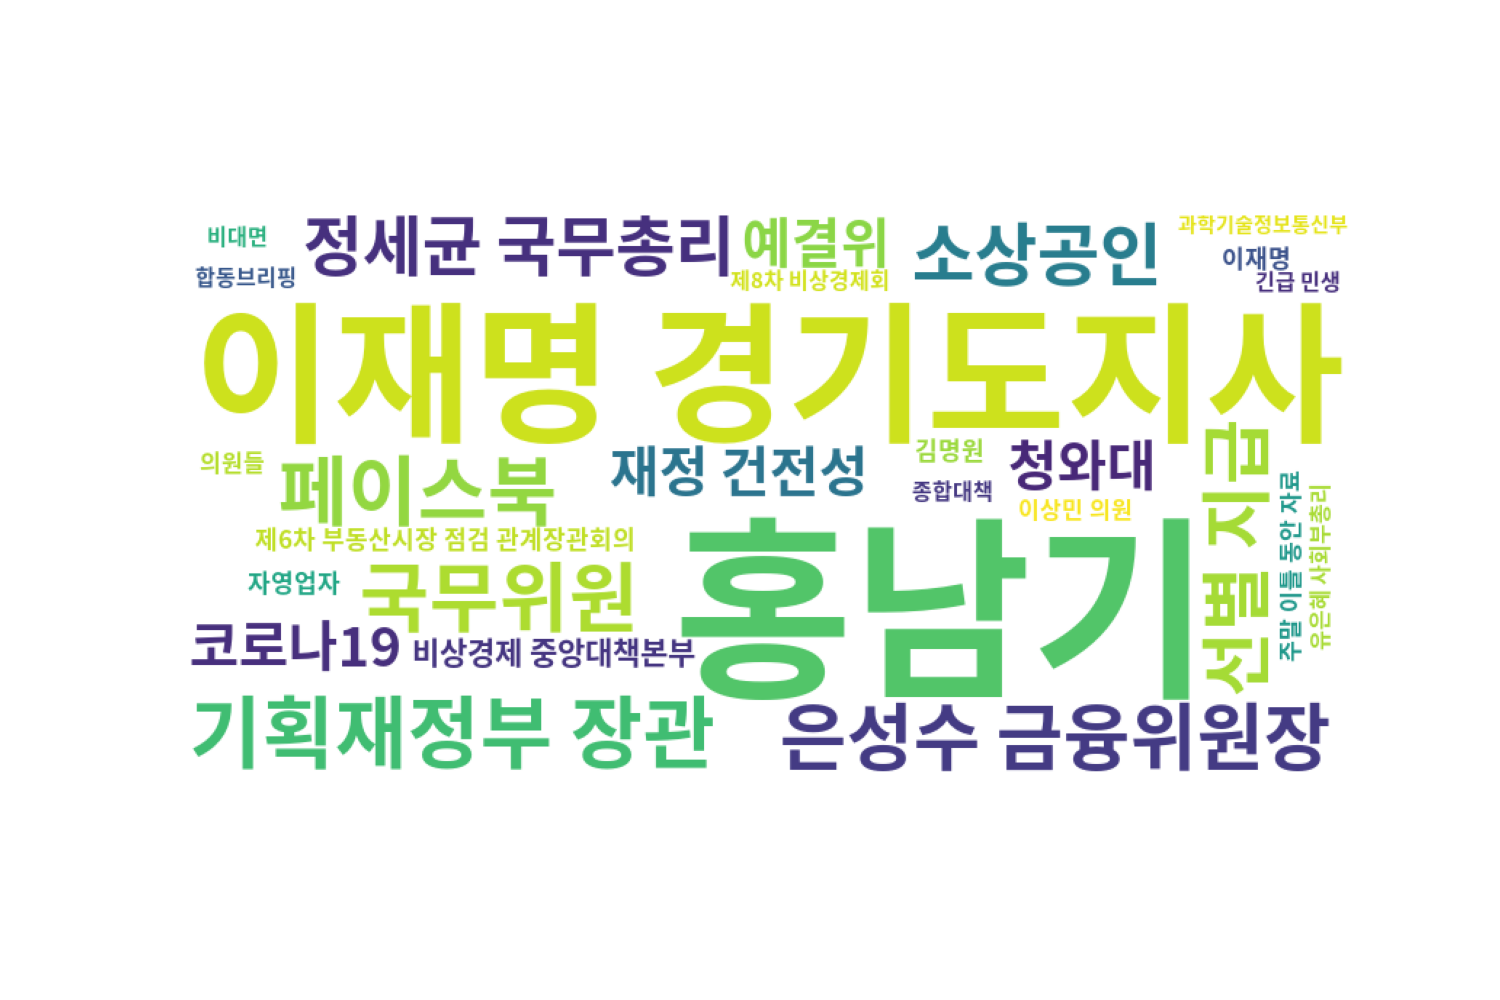 비대면
정세균 국무총리
예결위
소상공인
과학기술정보통신부
합동브리핑
제8차 비상경제회
이재명
긴급 민생
이재명 경기도지사
의원들
페이스북
재정 건전성
김명원
청와대
종합대책
이상민 의원
선별 지급
주말 이틀 동안 자료
유은혜 사회부총리
제6차 부동산시장 점검 관계장관회의
홍남기
자영업자
국무위원
코로나19
비상경제 중앙대책본부
기획재정부 장관
은성수 금융위원장